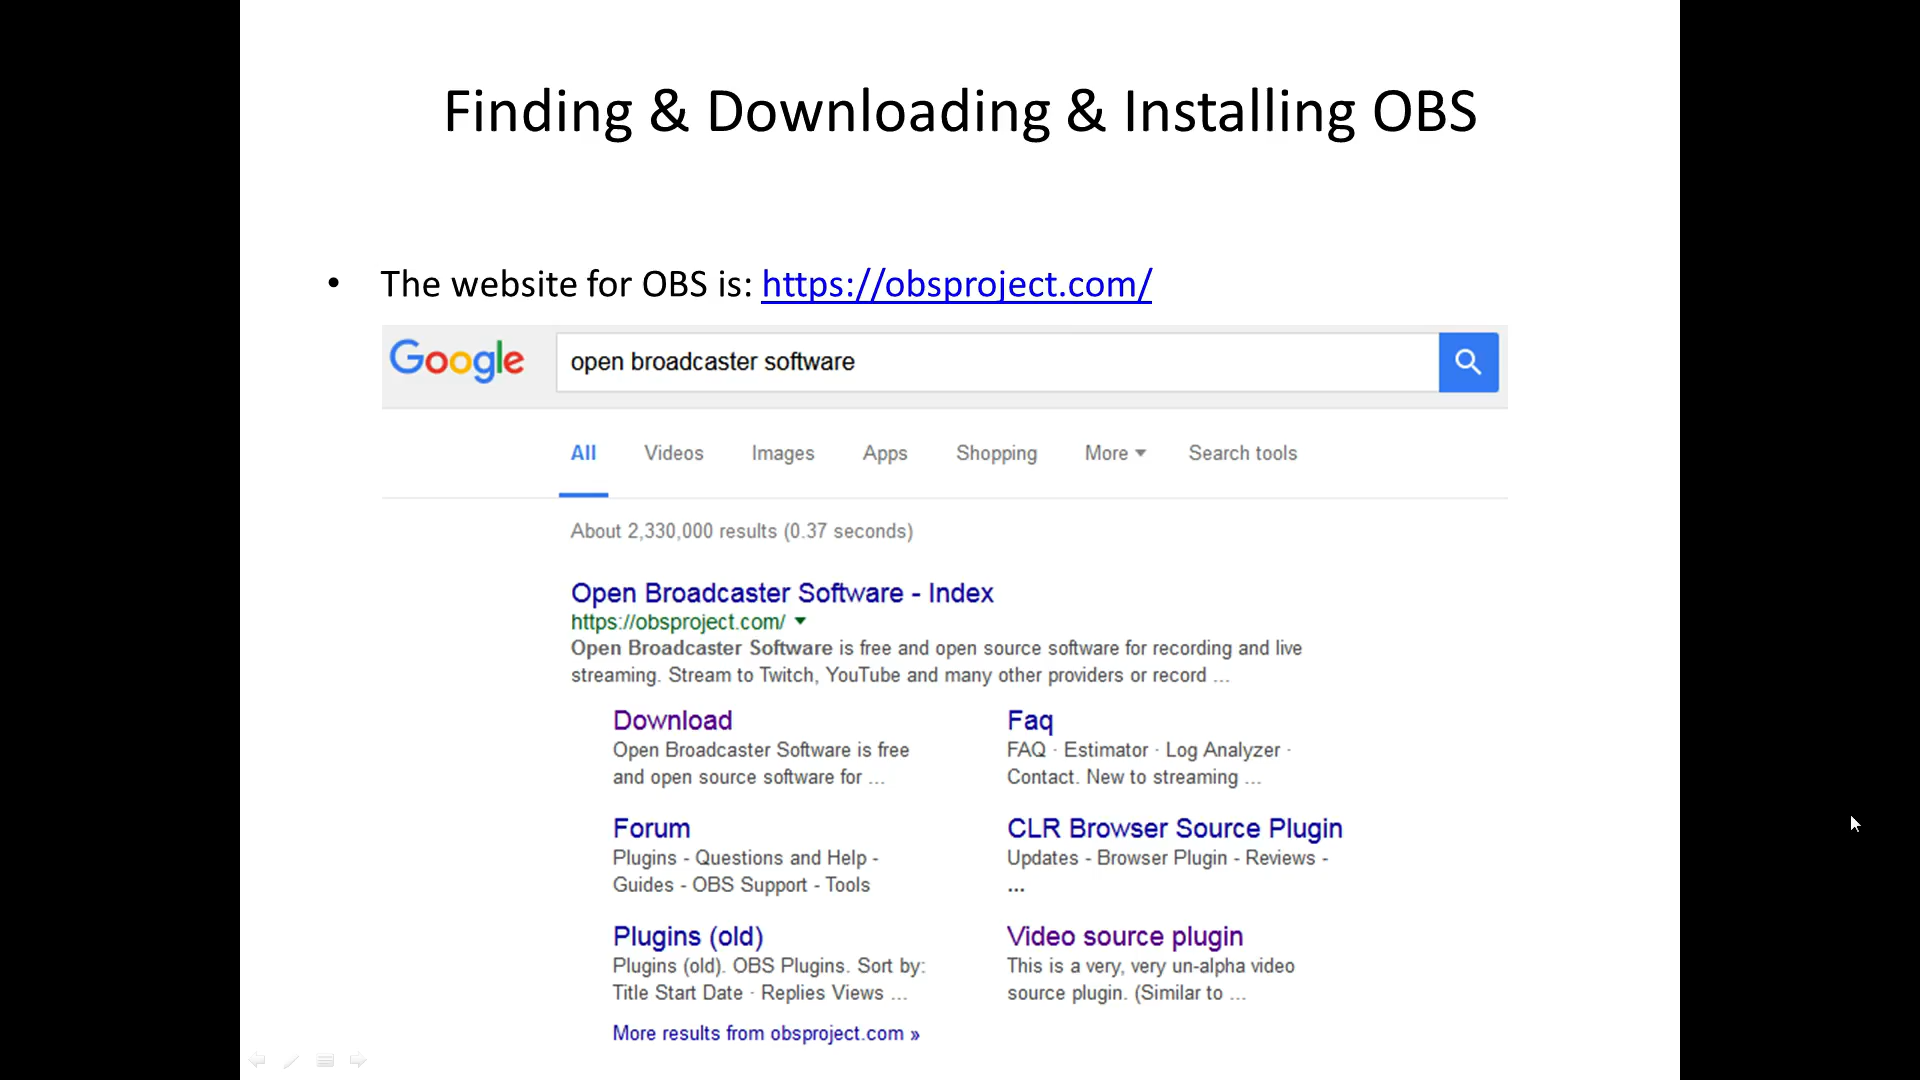 Finding & Downloading & Installing OBS
• The website for OBS is: https://obsproject.com/
Google open broadcaster software
All Videos Images Apps Shopping More Search tools
About 2,330,000 results (0.37 seconds)
Open Broadcaster Software - Index
https://obsproject.com/
Open Broadcaster Software is free and open source software for recording and live
streaming. Stream to Twitch, YouTube and many other providers or record ...
Download
Open Broadcaster Software is free
and open source software for ...
Faq
FAQ · Estimator · Log Analyzer ·
Contact. New to streaming ...
Forum
Plugins - Questions and Help -
Guides - OBS Support - Tools
CLR Browser Source Plugin
Updates - Browser Plugin - Reviews -
...
Plugins (old)
Plugins (old). OBS Plugins. Sort by:
Title Start Date · Replies Views ...
Video source plugin
This is a very, very un-alpha video
source plugin. (Similar to ...
More results from obsproject.com »